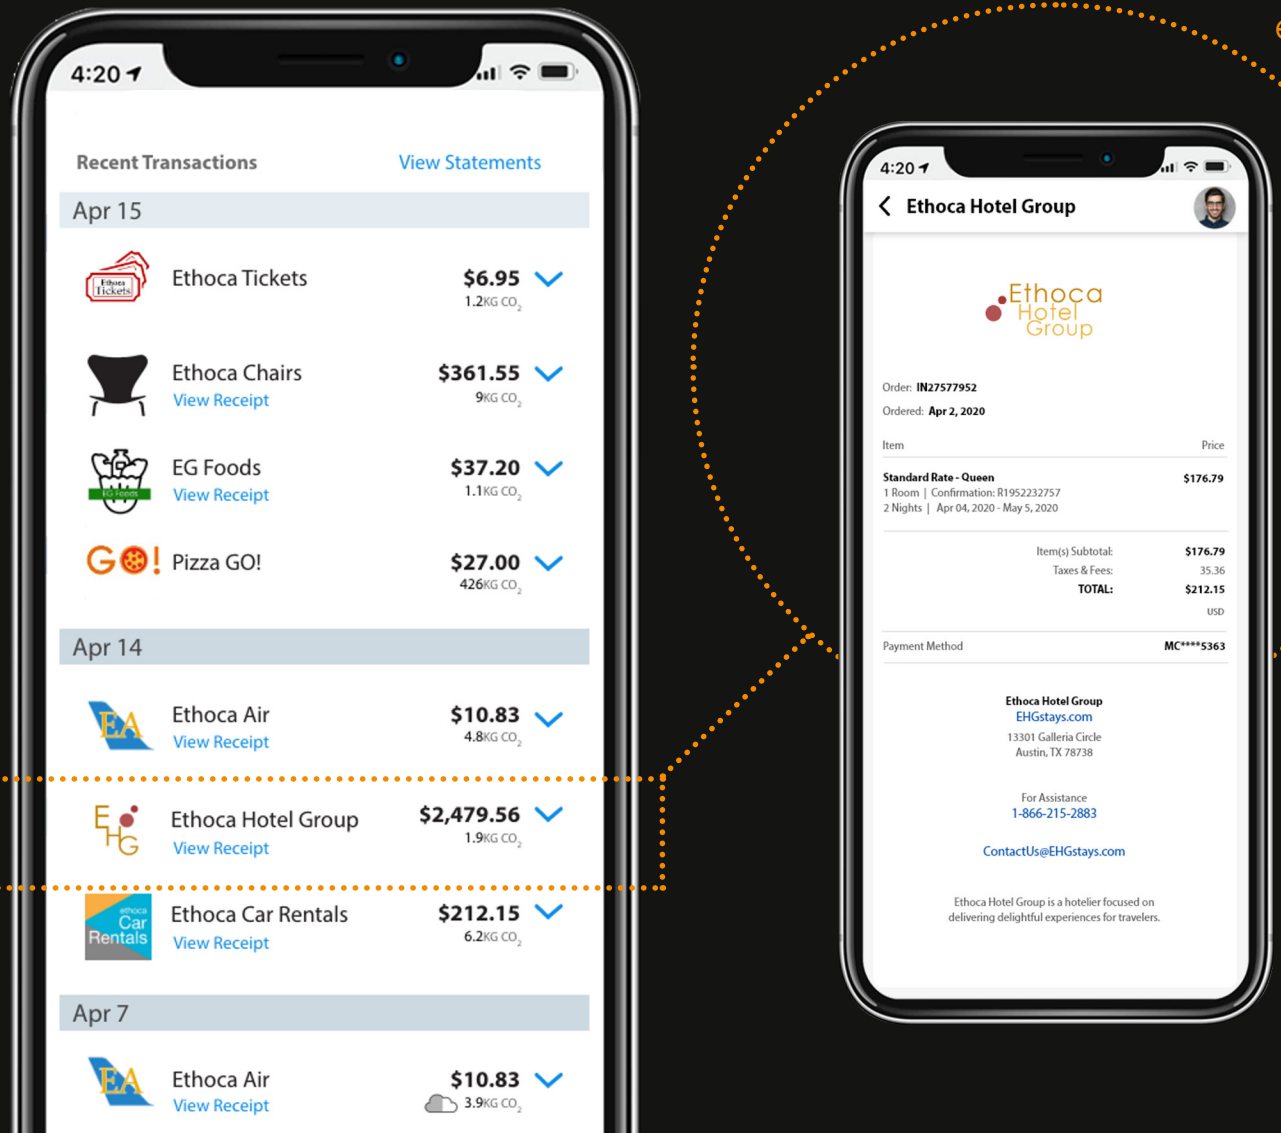 4:20
Recent Transactions View Statements
Apr 15
Ethoca Tickets
Ethoca Tickets $6.95
1.2KG CO2
Ethoca Chairs $361.55
View Receipt 9KG CO2
EG Foods
EG Foods $37.20
View Receipt 1.1KG CO2
GO! Pizza GO! $27.00
426KG CO2
Apr 14
EA
Ethoca Air $10.83
View Receipt 4.8KG CO2
EHG
Ethoca Hotel Group $2,479.56
View Receipt 1.9KG CO2
ethoca
Car
Rentals
Ethoca Car Rentals $212.15
View Receipt 6.2KG CO2
Apr 7
EA
Ethoca Air $10.83
View Receipt 3.9KG CO2
4:20
Ethoca Hotel Group
Ethoca
Hotel
Group
Order: IN27577952
Ordered: Apr 2, 2020
Item Price
Standard Rate - Queen $176.79
1 Room | Confirmation: R1952232757
2 Nights | Apr 04, 2020 - May 5, 2020
Item(s) Subtotal: $176.79
Taxes & Fees: 35.36
TOTAL: $212.15
USD
Payment Method MC****5363
Ethoca Hotel Group
EHGstays.com
13301 Galleria Circle
Austin, TX 78738
For Assistance
1-866-215-2883
ContactUs@EHGstays.com
Ethoca Hotel Group is a hotelier focused on
delivering delightful experiences for travelers.